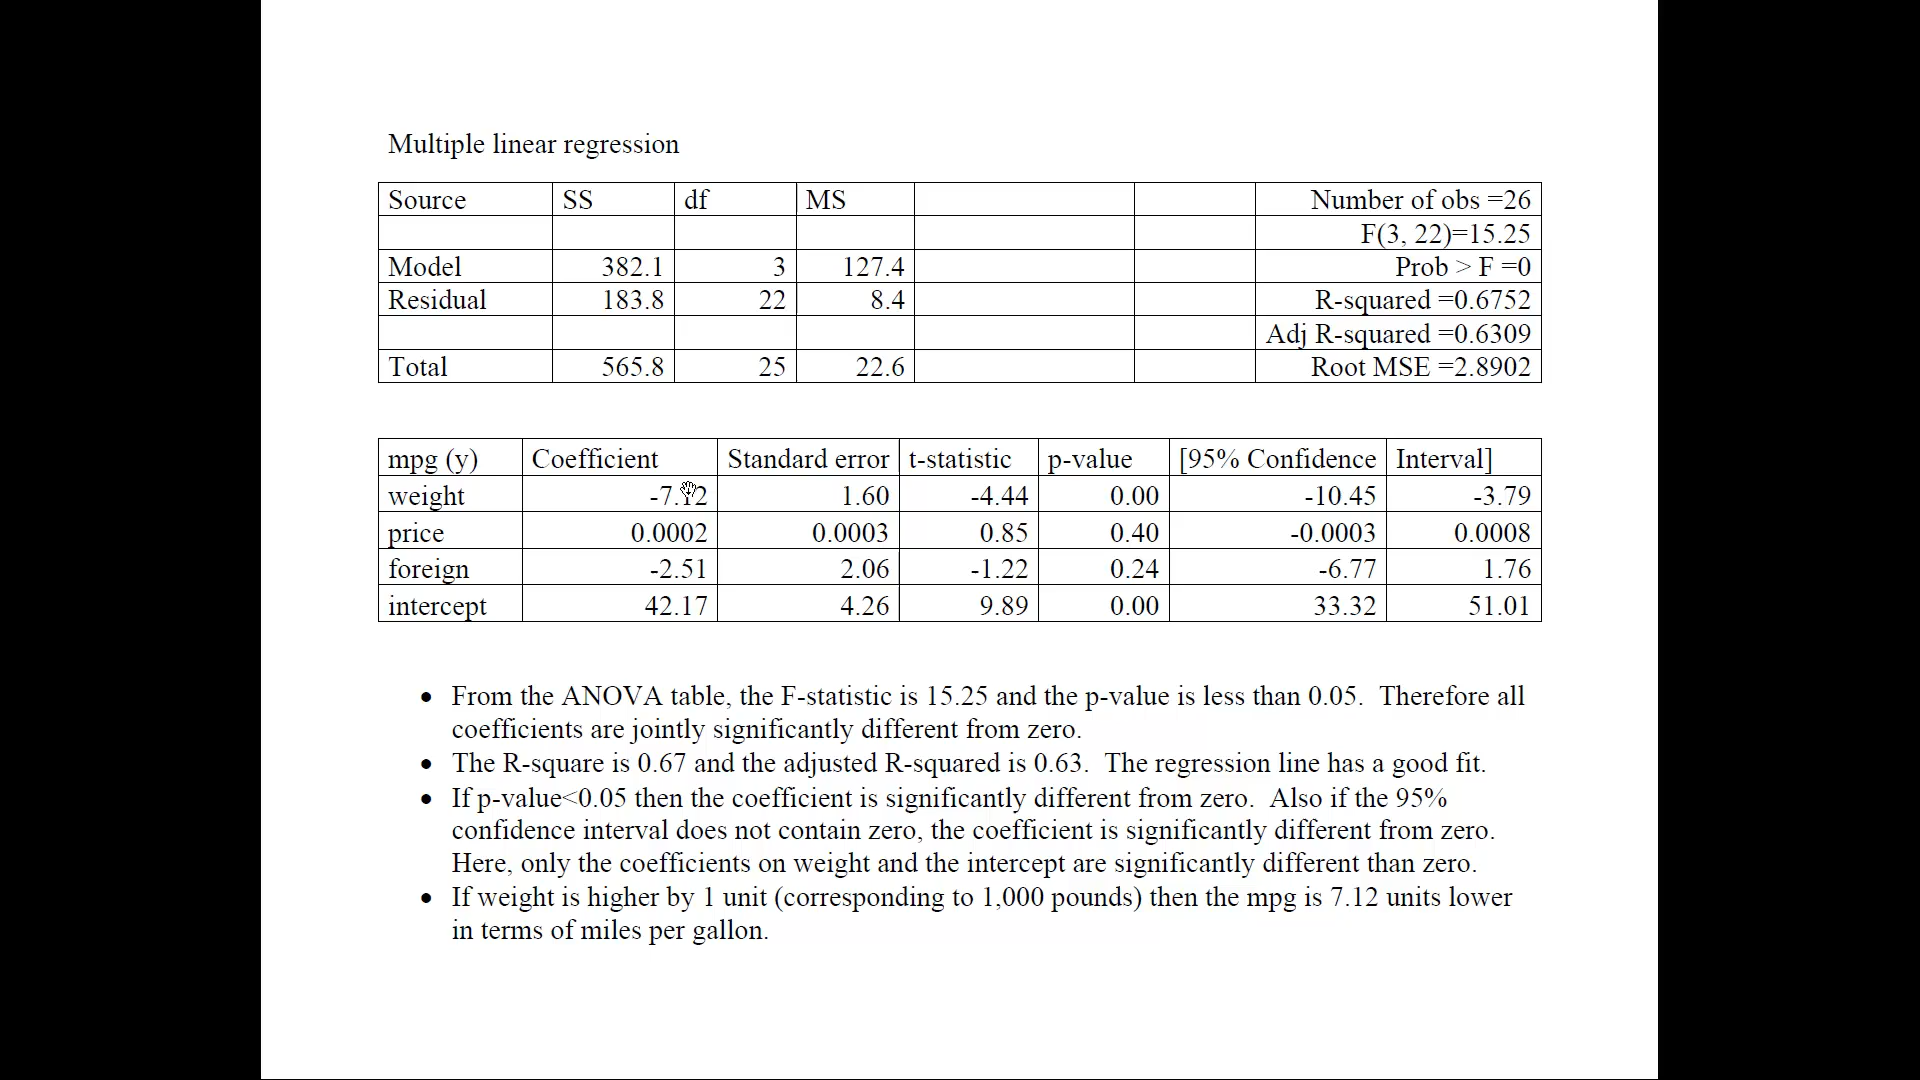 Multiple linear regression
Source SS df MS Number of obs =26
F(3, 22)=15.25
Model 382.1 3 127.4 Prob > F =0
Residual 183.8 22 8.4 R-squared =0.6752
Adj R-squared =0.6309
Total 565.8 25 22.6 Root MSE =2.8902
mpg (y) Coefficient Standard error t-statistic p-value [95% Confidence Interval]
weight -7.12 1.60 -4.44 0.00 -10.45 -3.79
price 0.0002 0.0003 0.85 0.40 -0.0003 0.0008
foreign -2.51 2.06 -1.22 0.24 -6.77 1.76
intercept 42.17 4.26 9.89 0.00 33.32 51.01
• From the ANOVA table, the F-statistic is 15.25 and the p-value is less than 0.05. Therefore all
coefficients are jointly significantly different from zero.
• The R-square is 0.67 and the adjusted R-squared is 0.63. The regression line has a good fit.
• If p-value<0.05 then the coefficient is significantly different from zero. Also if the 95%
confidence interval does not contain zero, the coefficient is significantly different from zero.
Here, only the coefficients on weight and the intercept are significantly different than zero.
• If weight is higher by 1 unit (corresponding to 1,000 pounds) then the mpg is 7.12 units lower
in terms of miles per gallon.